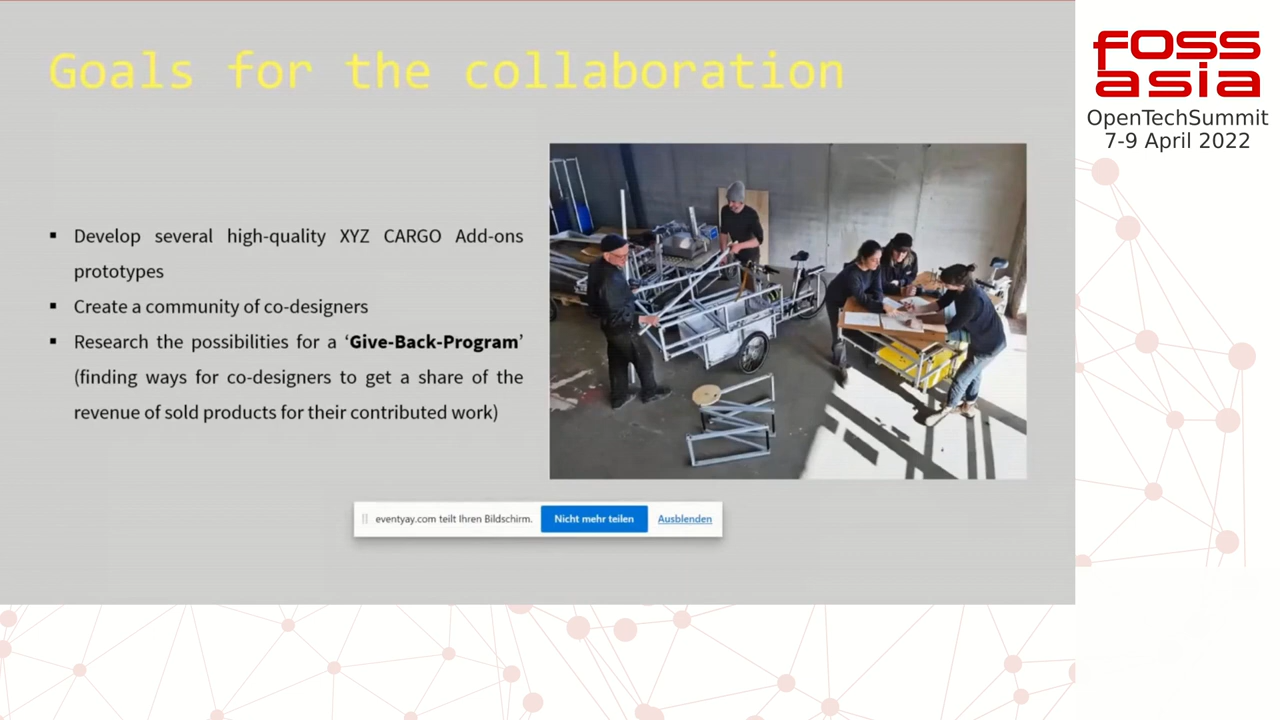 Goals for the collaboration
foss
asia
OpenTechSummit
7-9 April 2022
▪ Develop several high-quality XYZ CARGO Add-ons
prototypes
▪ Create a community of co-designers
▪ Research the possibilities for a ‘Give-Back-Program’
(finding ways for co-designers to get a share of the
revenue of sold products for their contributed work)
eventyay.com teilt Ihren Bildschirm. Nicht mehr teilen Ausblenden